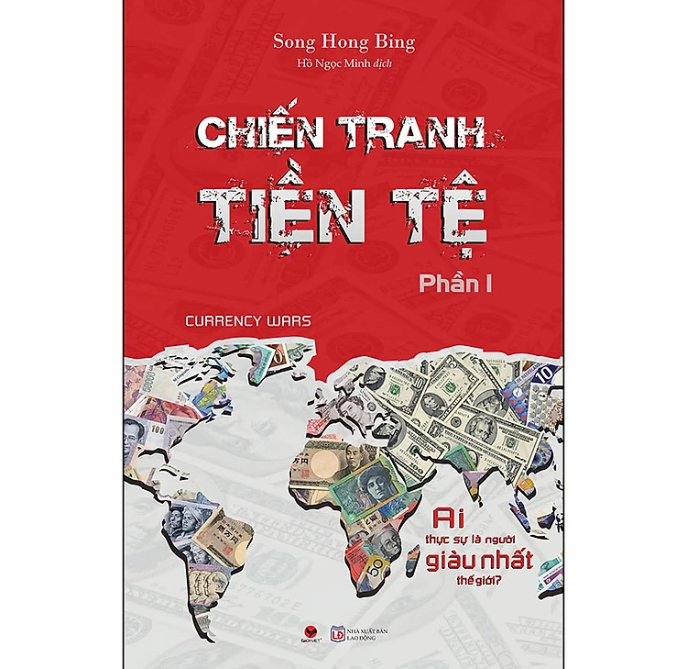 Song Hong Bing
Hồ Ngọc Minh dịch
CHIẾN TRANH
TIỀN TỆ
Phần I
CURRENCY WARS
Ai
thực sự là người
giàu nhất
thế giới?
NHÀ XUẤT BẢN
LAO ĐỘNG